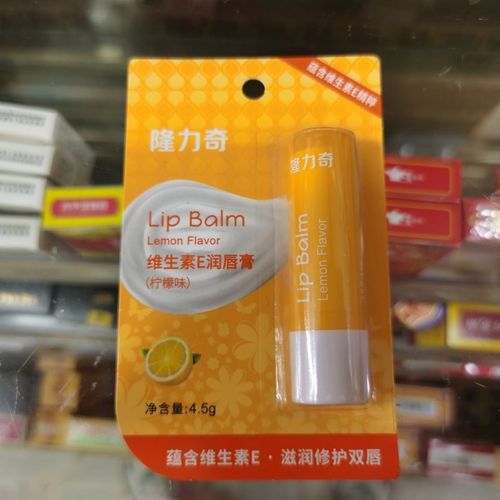 蕴含维生素E精粹
隆力奇
Lip Balm
Lemon Flavor
维生素E润唇膏
(柠檬味)
净含量:4.5g
蕴含维生素E·滋润修护双唇
隆力奇
Lip Balm
Lemon Flavor